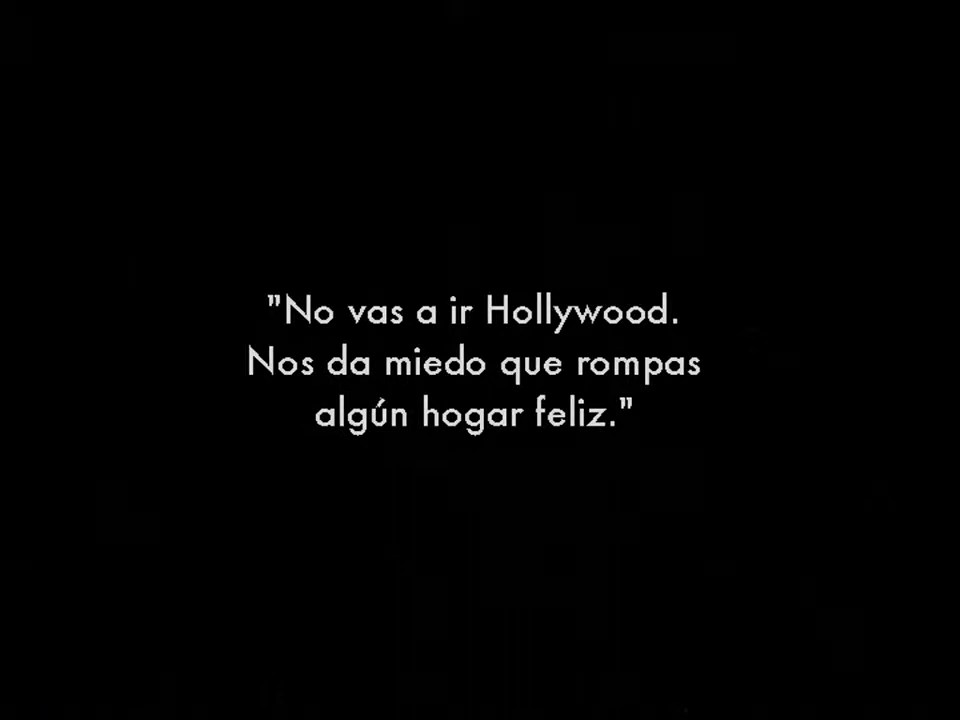 "No vas a ir Hollywood.
Nos da miedo que rompas
algún hogar feliz."